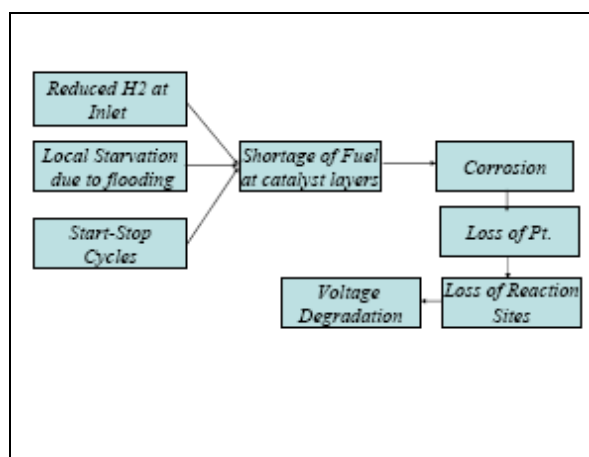 Reduced H2 at
Inlet
Local Starvation
due to flooding
Start-Stop
Cycles
Shortage of Fuel
at catalyst layers
Corrosion
Loss of Pt.
Loss of Reaction
Sites
Voltage
Degradation